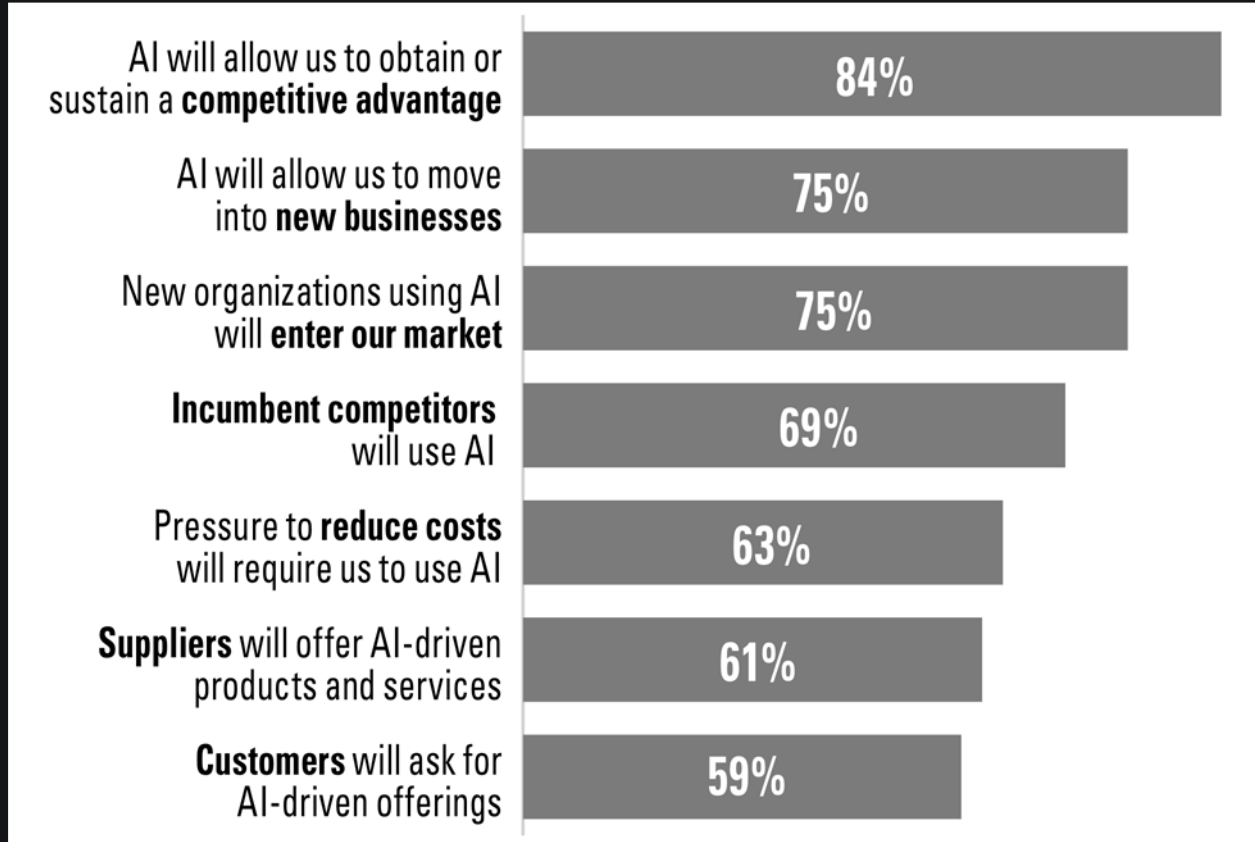 AI will allow us to obtain or
sustain a competitive advantage
84%
AI will allow us to move
into new businesses
75%
New organizations using AI
will enter our market
75%
Incumbent competitors
will use AI
69%
Pressure to reduce costs
will require us to use AI
63%
Suppliers will offer AI-driven
products and services
61%
Customers will ask for
AI-driven offerings
59%